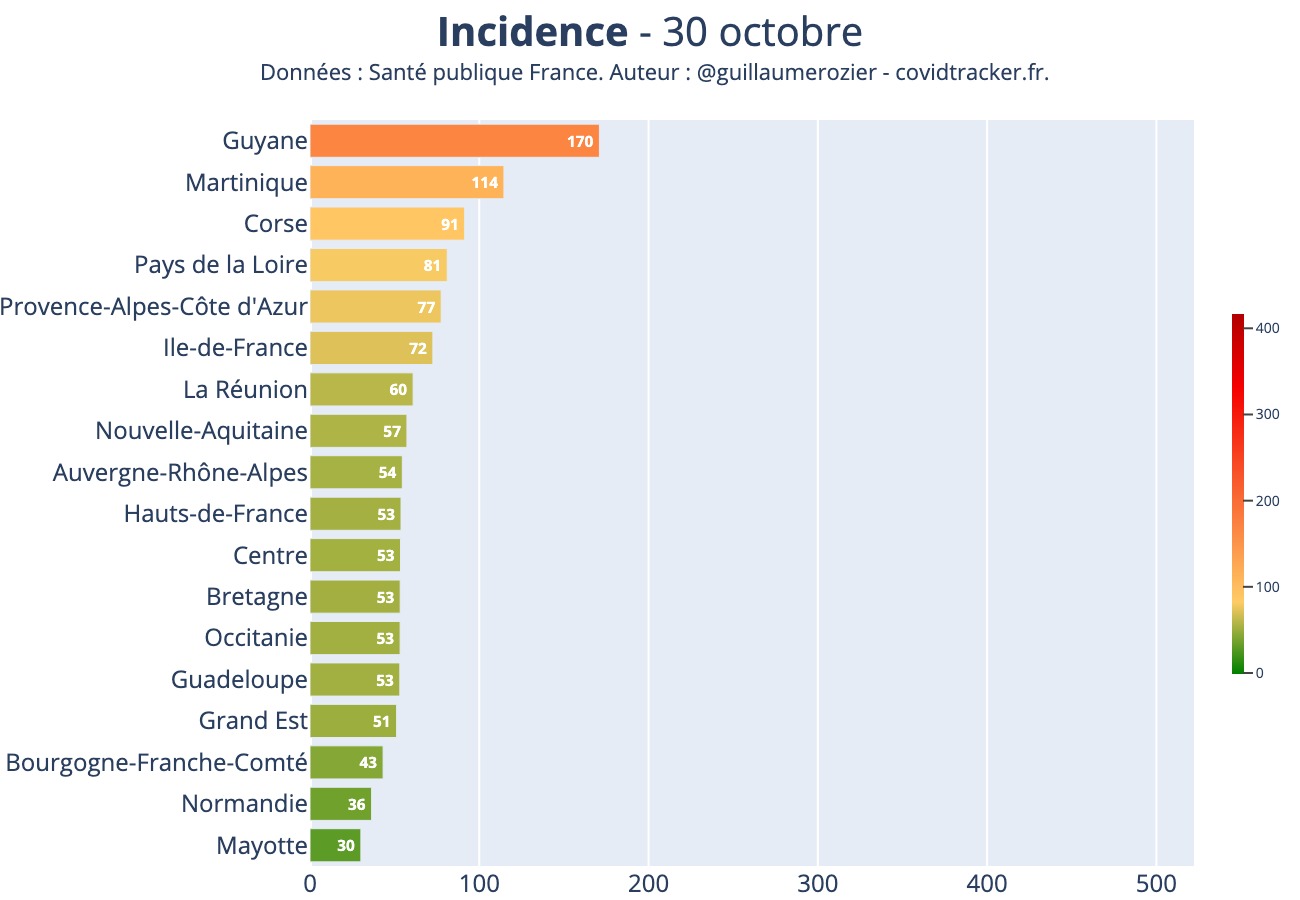 Incidence - 30 octobre
Données : Santé publique France. Auteur : @guillaumerozier - covidtracker.fr.
Guyane 170
Martinique 114
Corse 91
Pays de la Loire 81
Provence-Alpes-Côte d'Azur 77
Ile-de-France 72
La Réunion 60
Nouvelle-Aquitaine 57
Auvergne-Rhône-Alpes 54
Hauts-de-France 53
Centre 53
Bretagne 53
Occitanie 53
Guadeloupe 53
Grand Est 51
Bourgogne-Franche-Comté 43
Normandie 36
Mayotte 30
0 100 200 300 400 500
400
300
200
100
0